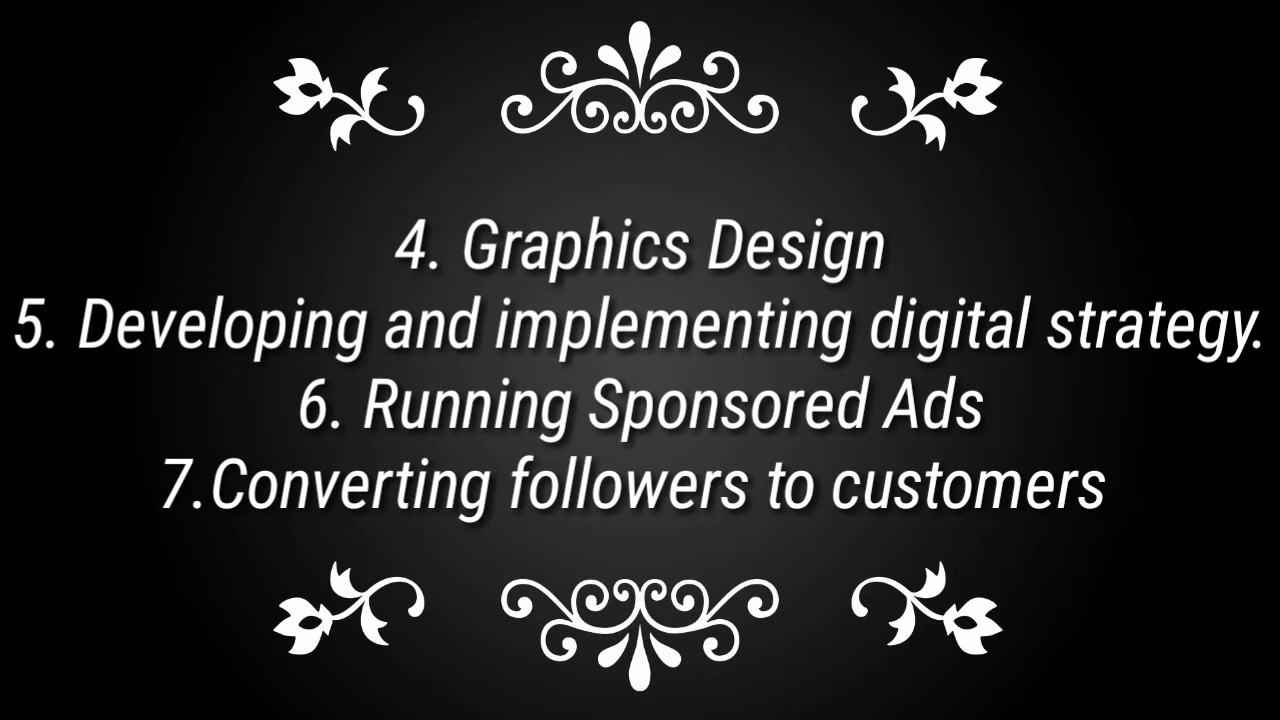 4. Graphics Design
5. Developing and implementing digital strategy.
6. Running Sponsored Ads
7.Converting followers to customers